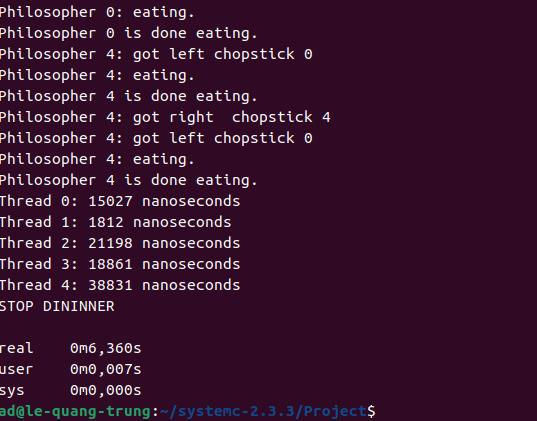 Philosopher 0: eating.
Philosopher 0 is done eating.
Philosopher 4: got left chopstick 0
Philosopher 4: eating.
Philosopher 4 is done eating.
Philosopher 4: got right  chopstick 4
Philosopher 4: got left chopstick 0
Philosopher 4: eating.
Philosopher 4 is done eating.
Thread 0: 15027 nanoseconds
Thread 1: 1812 nanoseconds
Thread 2: 21198 nanoseconds
Thread 3: 18861 nanoseconds
Thread 4: 38831 nanoseconds
STOP DININNER
real    0m6,360s
user    0m0,007s
sys     0m0,000s
ad@le-quang-trung:~/systemc-2.3.3/Project$